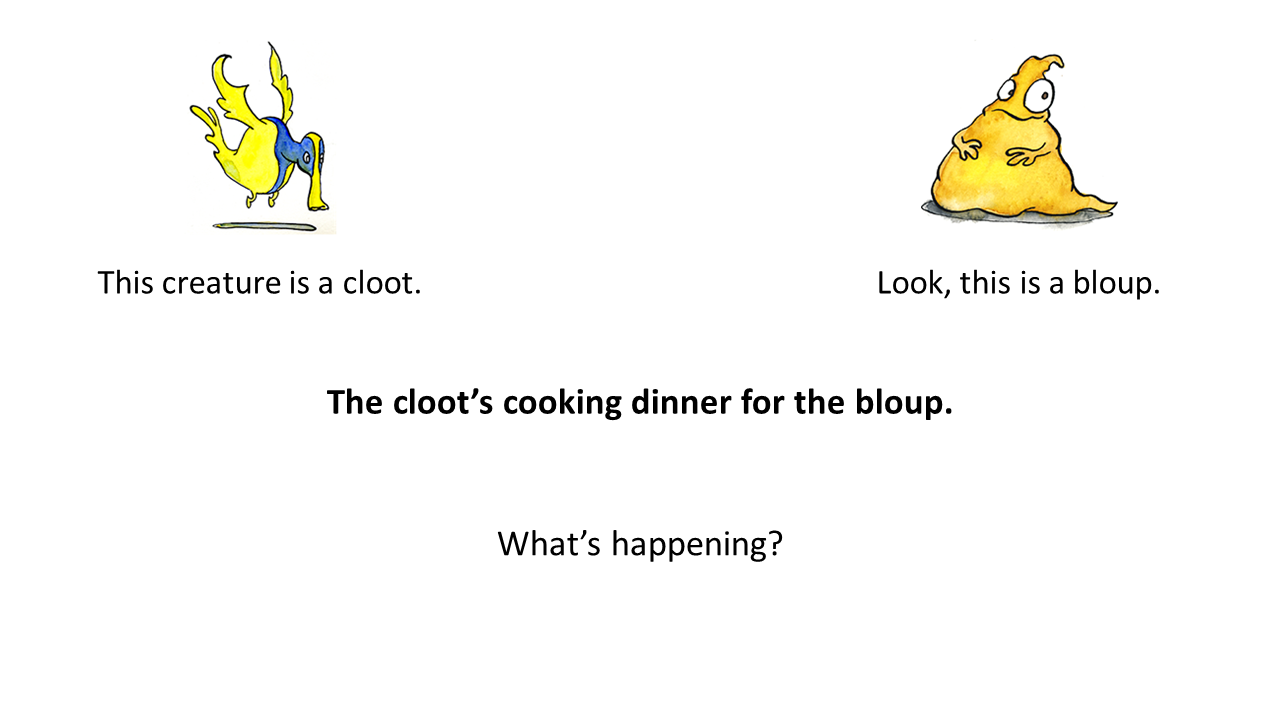 This creature is a cloot.
Look, this is a bloup.
The cloot’s cooking dinner for the bloup.
What’s happening?